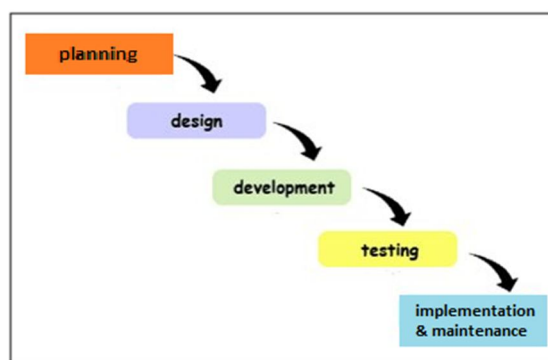 planning
design
development
testing
implementation
& maintenance